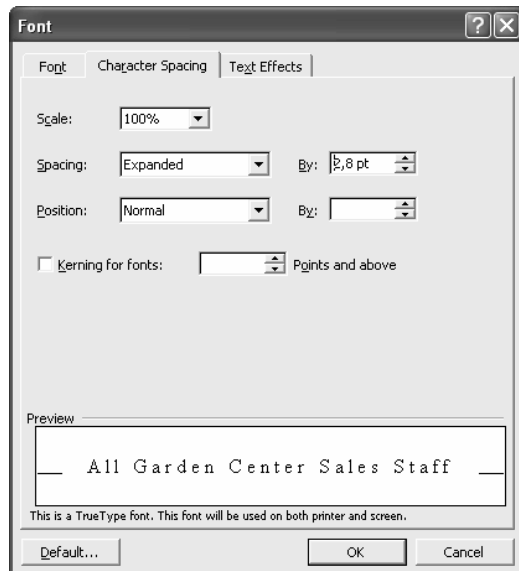 Font
Font Character Spacing Text Effects
Scale: 100%
Spacing: Expanded By: 2,8 pt
Position: Normal By:
Kerning for fonts: Points and above
Preview
All Garden Center Sales Staff
This is a TrueType font. This font will be used on both printer and screen.
Default... OK Cancel